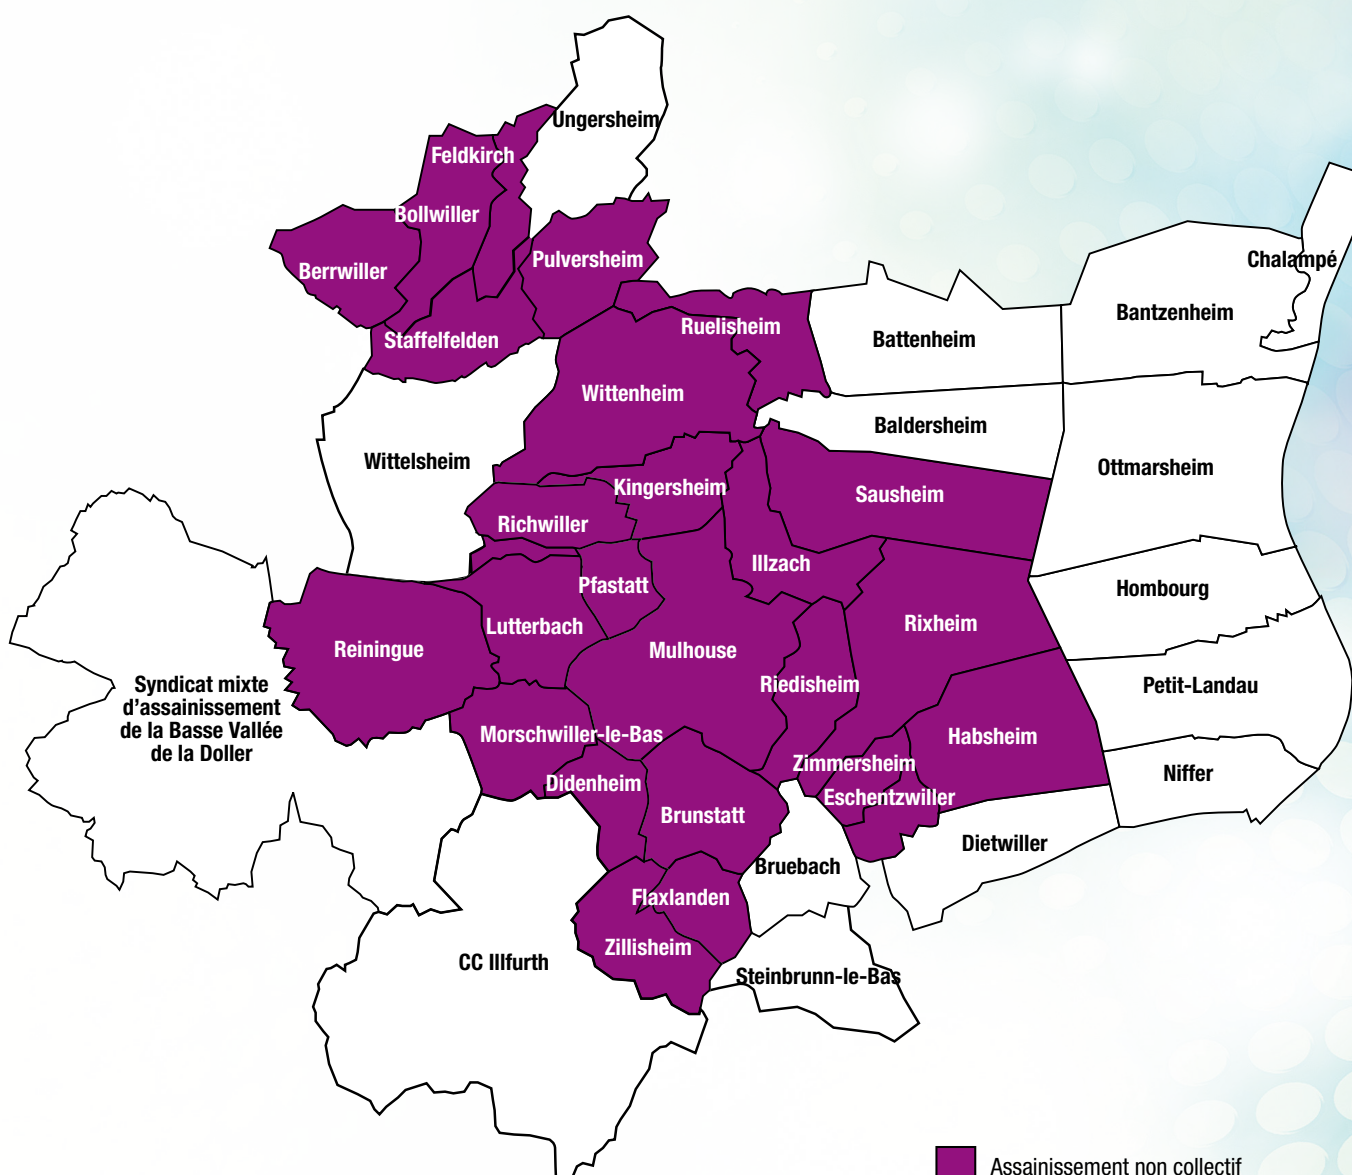 Ungersheim
Feldkirch
Bollwiller
Berrwiller
Pulversheim
Chalampé
Bantzenheim
Ruelisheim
Staffelfelden
Battenheim
Wittenheim
Baldersheim
Wittelsheim
Ottmarsheim
Kingersheim
Sausheim
Richwiller
Illzach
Pfastatt
Hombourg
Lutterbach
Rixheim
Reiningue
Mulhouse
Riedisheim
Petit-Landau
Syndicat mixte
d’assainissement
de la Basse Vallée
de la Doller
Morschwiller-le-Bas
Habsheim
Zimmersheim
Niffer
Didenheim
Eschentzwiller
Brunstatt
Dietwiller
Bruebach
Flaxlanden
Zillisheim
CC Illfurth
Steinbrunn-le-Bas
Assainissement non collectif